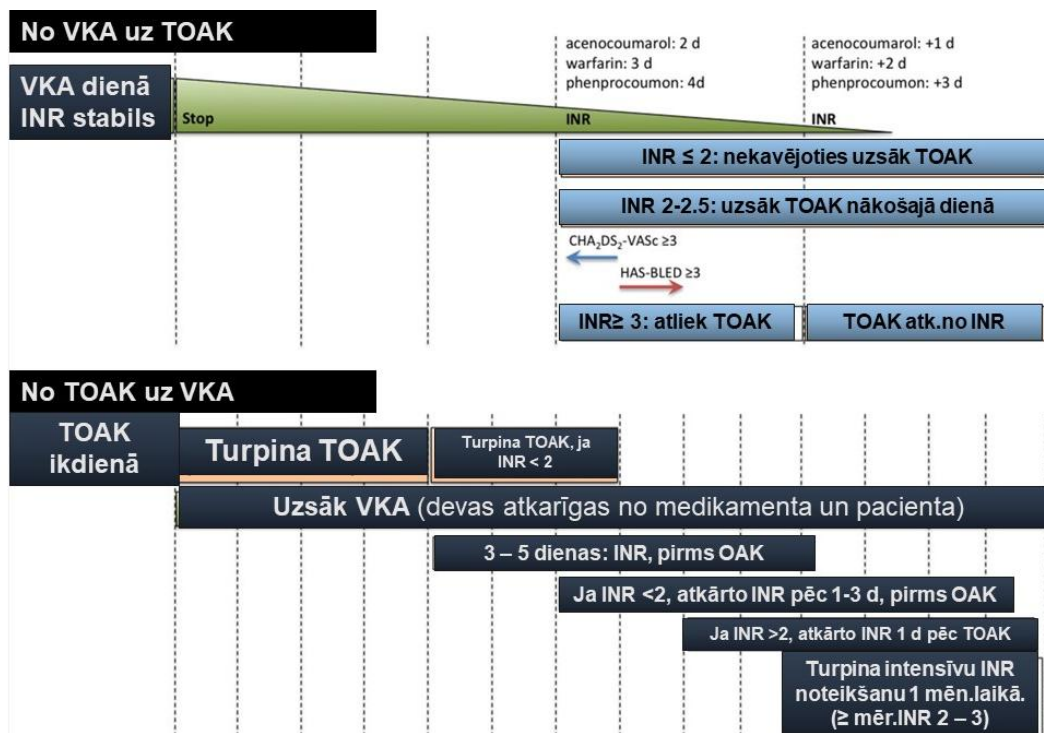 No VKA uz TOAK
acenocoumarol: 2 d
warfarin: 3 d
phenprocoumon: 4d
acenocoumarol: +1 d
warfarin: +2 d
phenprocoumon: +3 d
VKA dienā
INR stabils
Stop
INR
INR
INR ≤ 2: nekavējoties uzsāk TOAK
INR 2-2.5: uzsāk TOAK nākošajā dienā
CHA₂DS₂-VASc ≥3
HAS-BLED ≥3
INR≥ 3: atliek TOAK
TOAK atk.no INR
No TOAK uz VKA
TOAK
ikdienā
Turpina TOAK
Turpina TOAK, ja
INR < 2
Uzsāk VKA (devas atkarīgas no medikamenta un pacienta)
3 – 5 dienas: INR, pirms OAK
Ja INR <2, atkārto INR pēc 1-3 d, pirms OAK
Ja INR >2, atkārto INR 1 d pēc TOAK
Turpina intensīvu INR
noteikšanu 1 mēn.laikā.
(≥ mēr.INR 2 – 3)